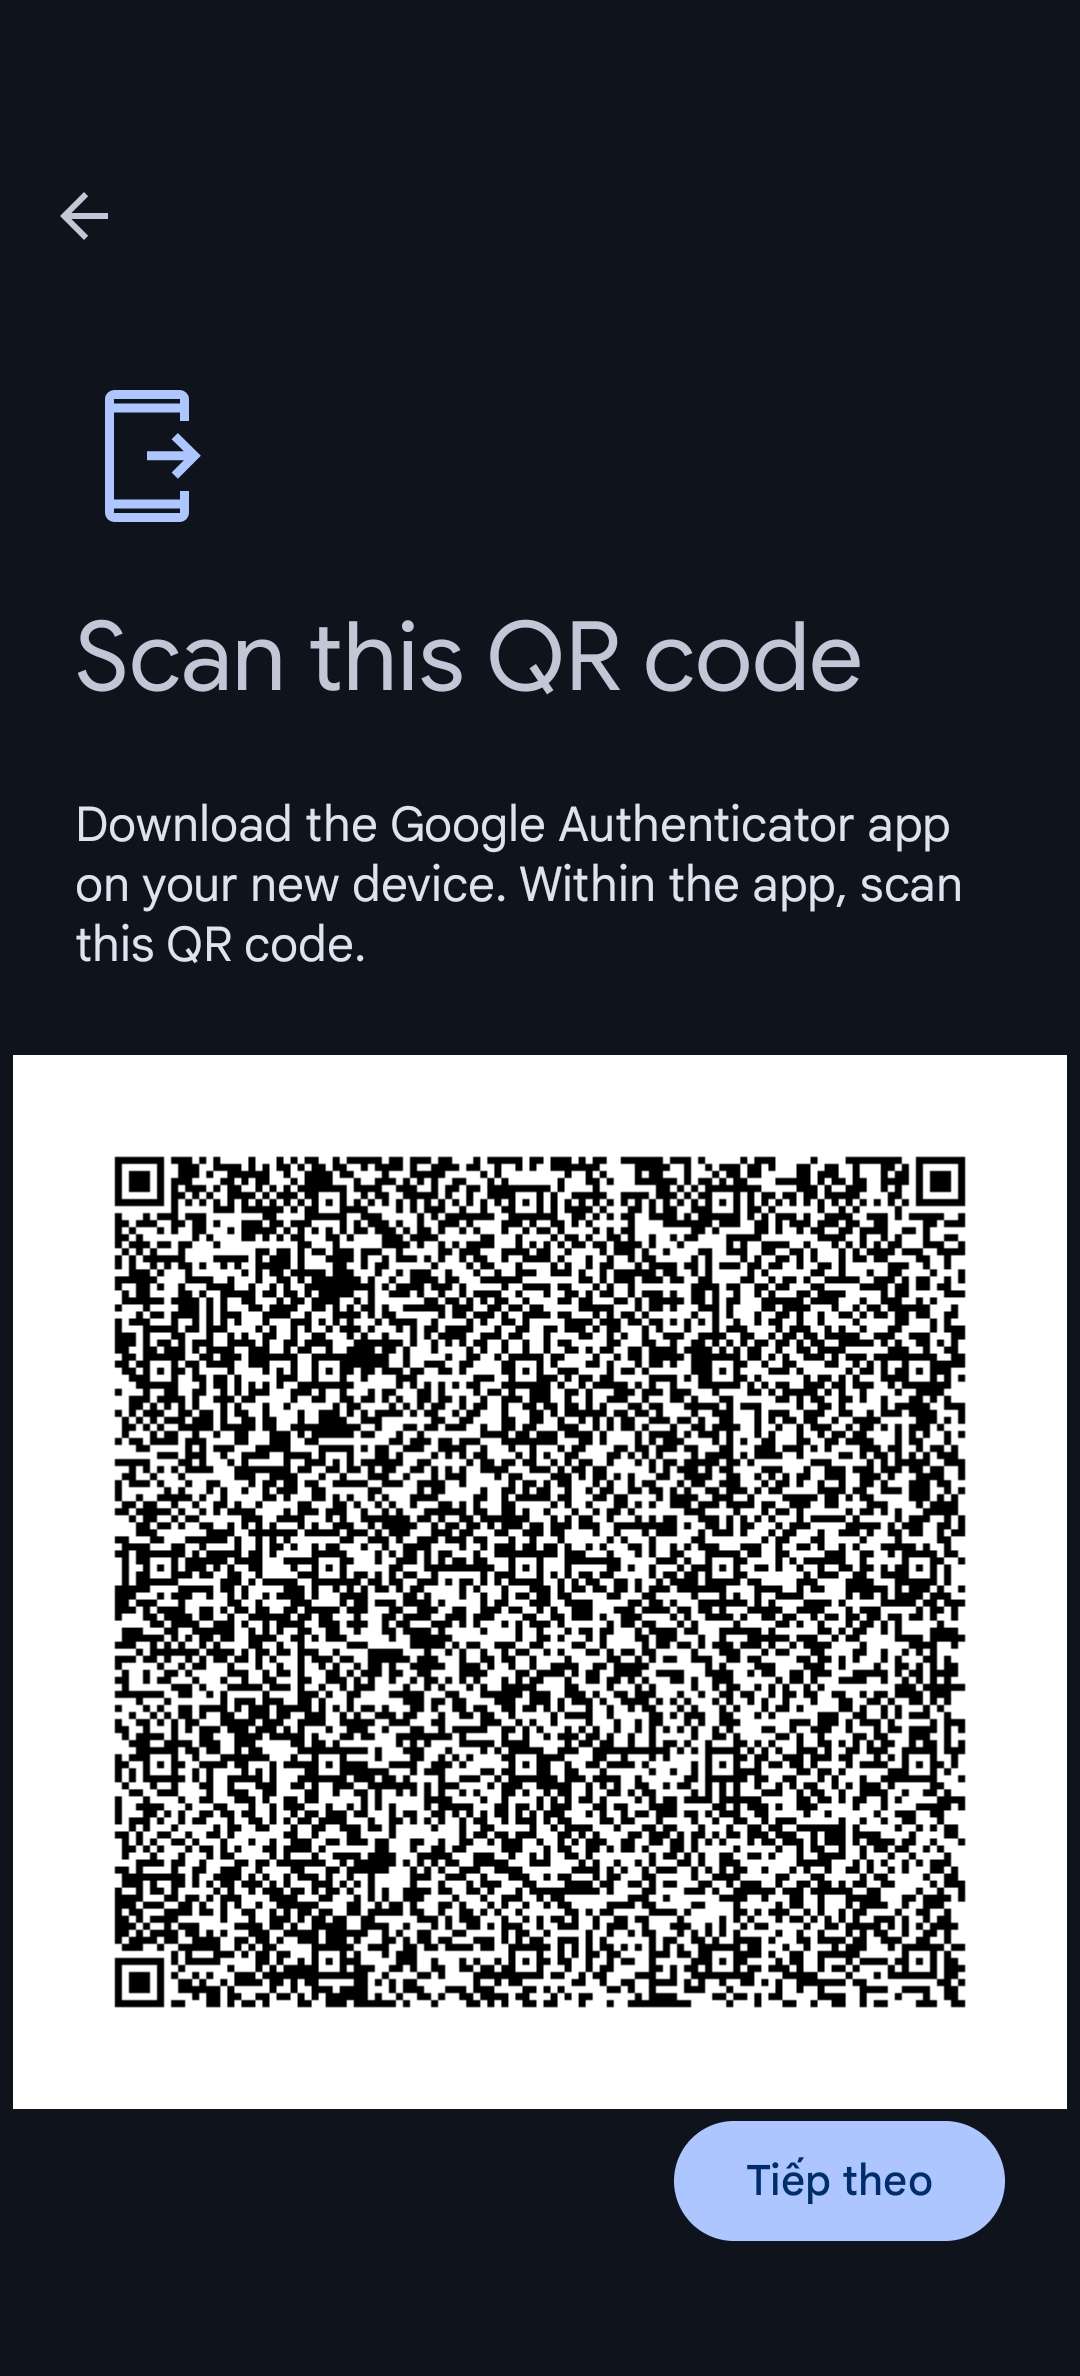 Scan this QR code
Download the Google Authenticator app
on your new device. Within the app, scan
this QR code.
Tiếp theo